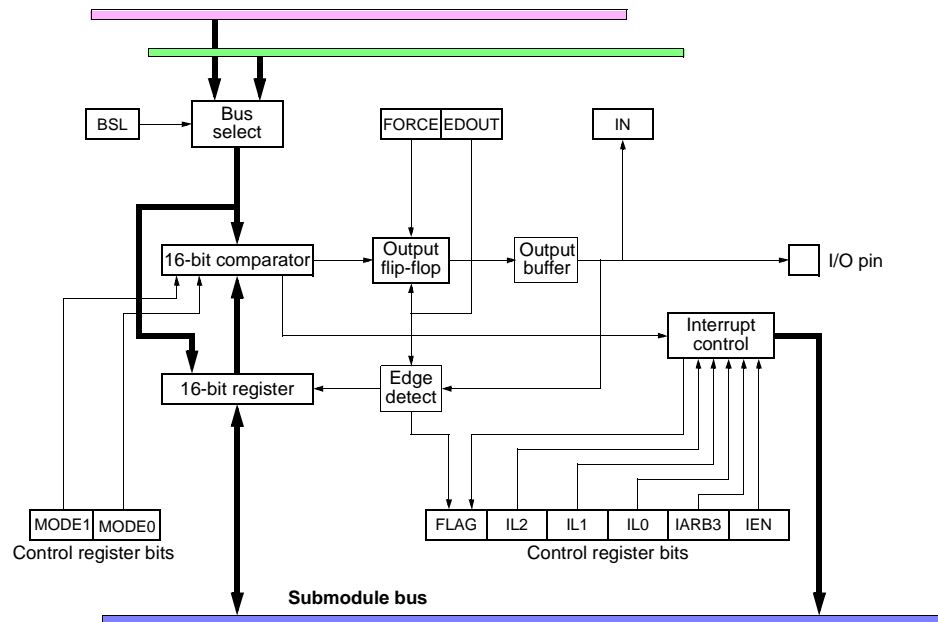 BSL
Bus
select
FORCE EDOUT
IN
16-bit comparator
Output
flip-flop
Output
buffer
I/O pin
Interrupt
control
16-bit register
Edge
detect
MODE1 MODE0
Control register bits
FLAG IL2 IL1 IL0 IARB3 IEN
Control register bits
Submodule bus